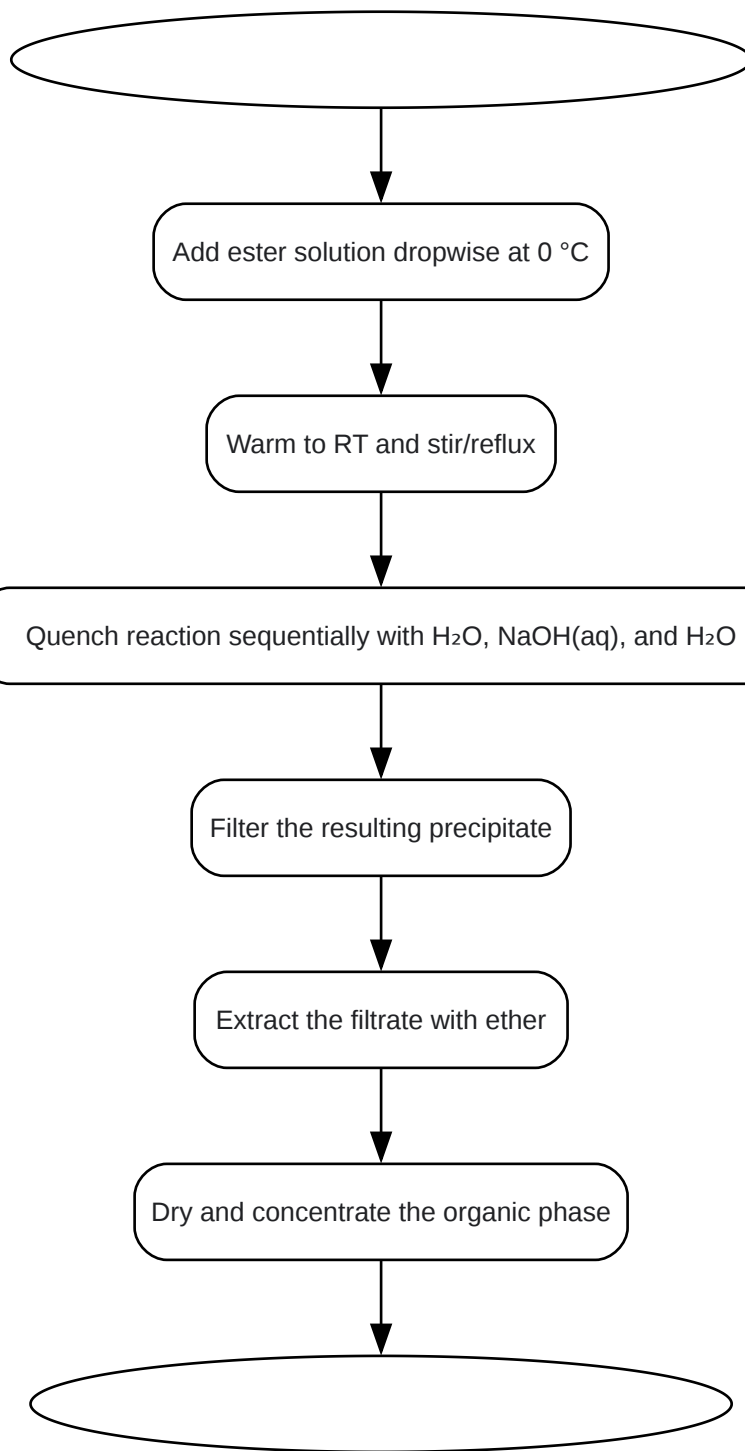 Add ester solution dropwise at 0 °C
Warm to RT and stir/reflux
Quench reaction sequentially with H₂O, NaOH(aq), and H₂O
Filter the resulting precipitate
Extract the filtrate with ether
Dry and concentrate the organic phase